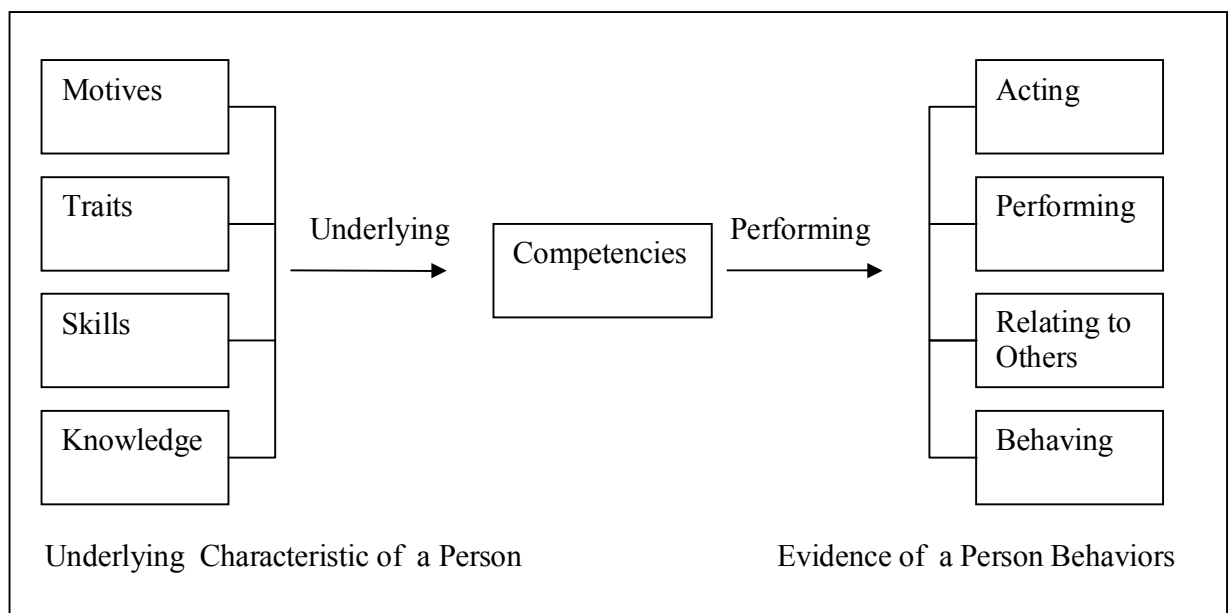 Motives
Traits
Skills
Knowledge
Underlying
Competencies
Performing
Acting
Performing
Relating to
Others
Behaving
Underlying Characteristic of a Person
Evidence of a Person Behaviors